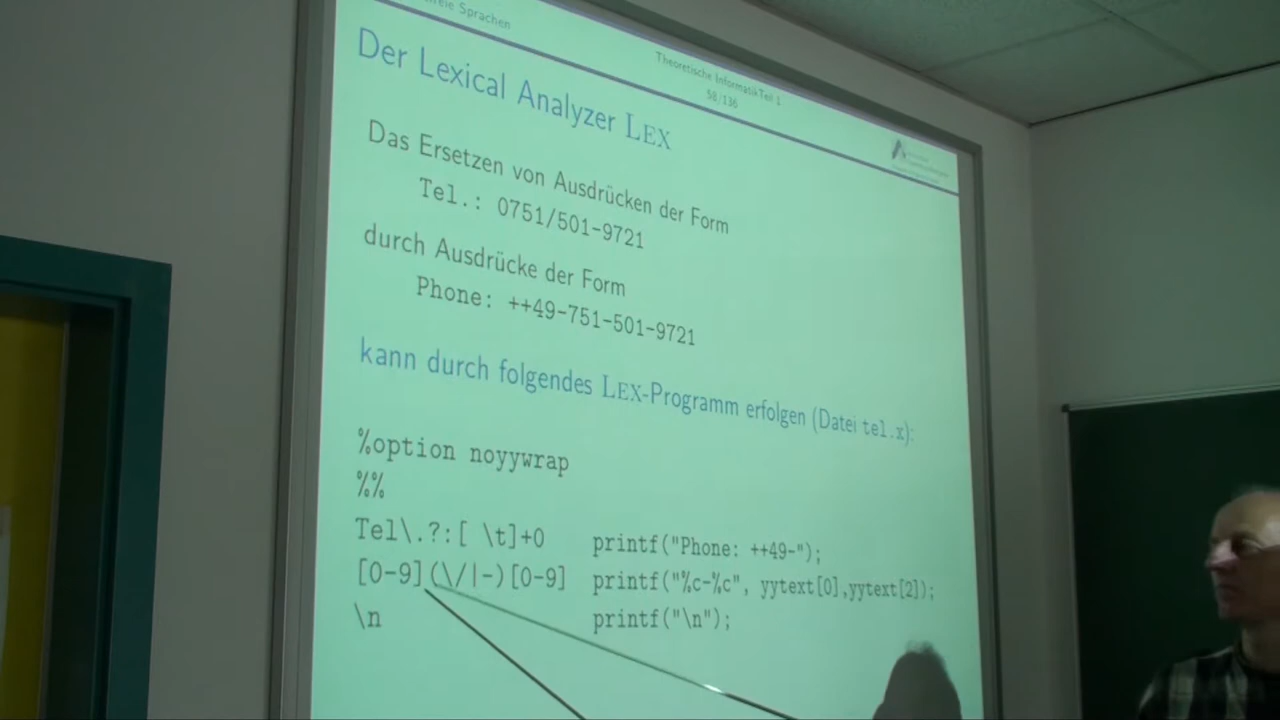 freie Sprachen
Theoretische InformatikTeil 1
58/136
Der Lexical Analyzer LEX
Das Ersetzen von Ausdrücken der Form
Tel.: 0751/501-9721
durch Ausdrücke der Form
Phone: ++49-751-501-9721
kann durch folgendes LEX-Programm erfolgen (Datei tel.x):
%option noyywrap
%%
Tel\.?:[ \t]+0 printf("Phone: ++49-");
[0-9](\/|-)[0-9] printf("%c-%c", yytext[0],yytext[2]);
\n printf("\n");